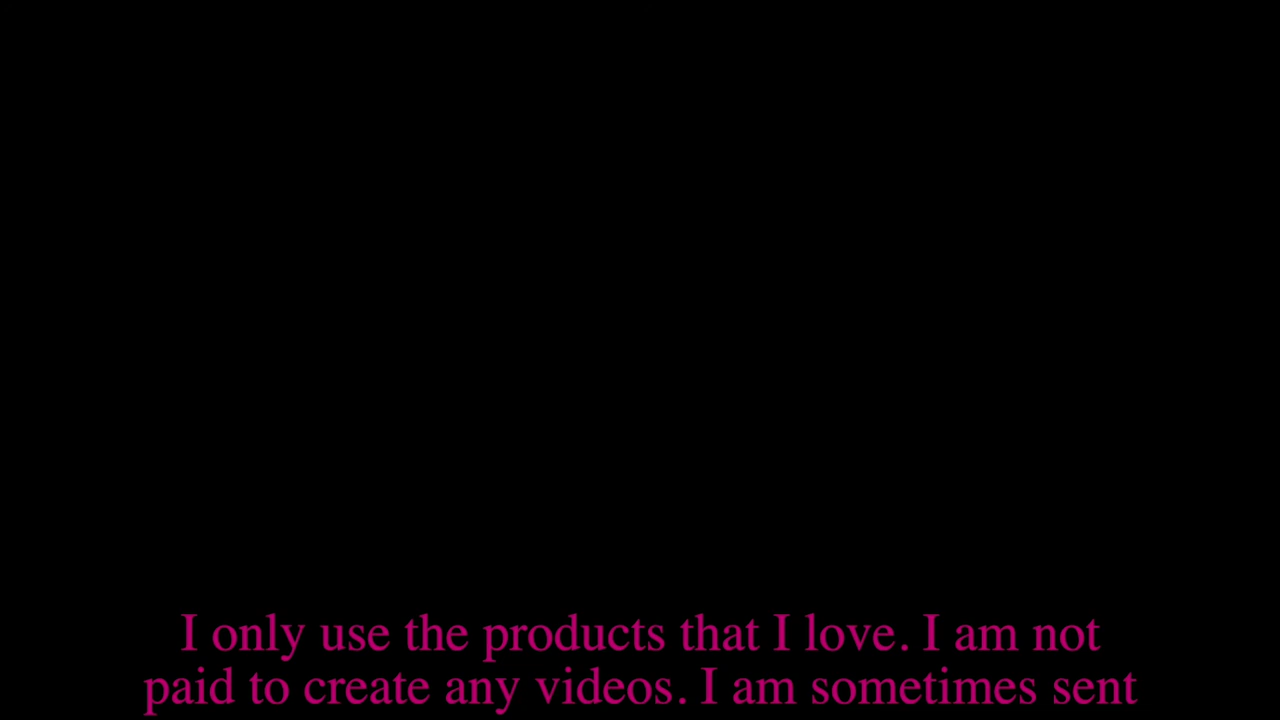 I only use the products that I love. I am not
paid to create any videos. I am sometimes sent